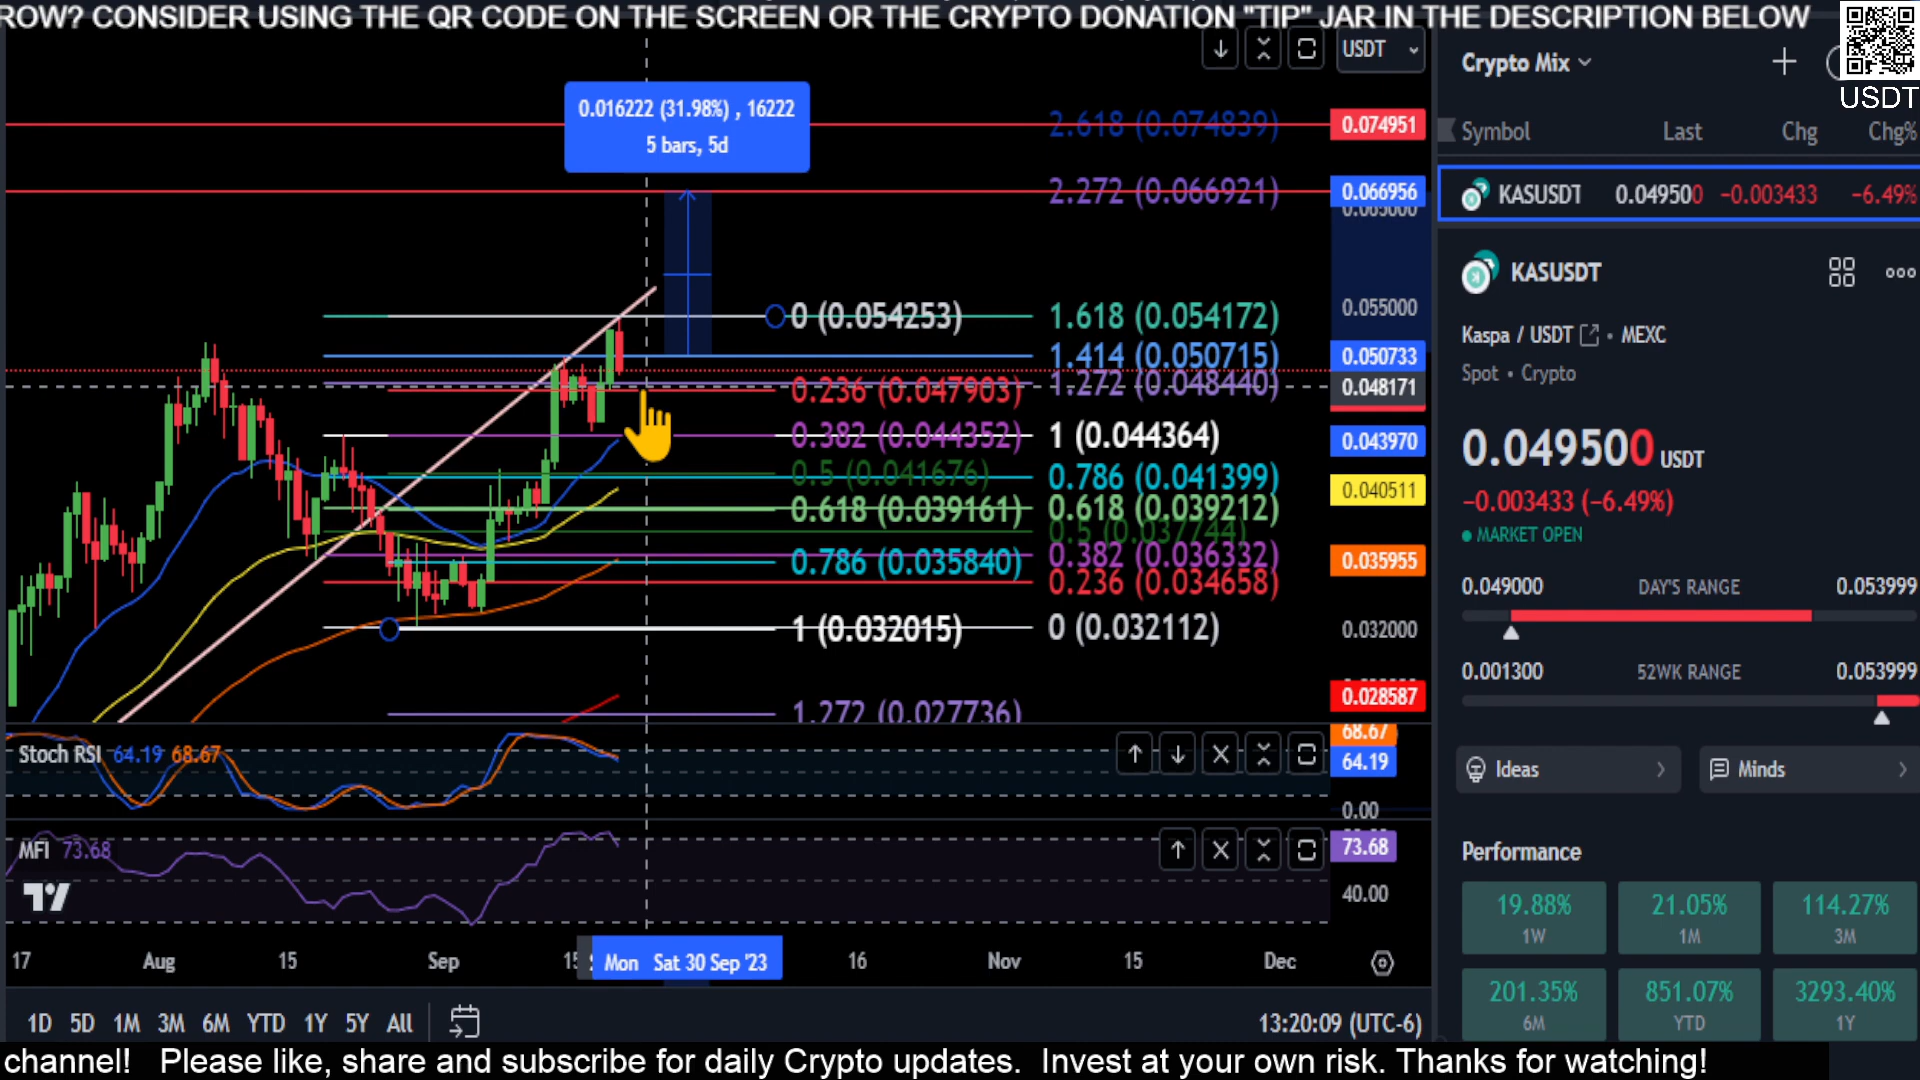 ROW? CONSIDER USING THE QR CODE ON THE SCREEN OR THE CRYPTO DONATION "TIP" JAR IN THE DESCRIPTION BELOW
USDT
Crypto Mix
USDT
Symbol Last Chg Chg%
KASUSDT 0.049500 −0.003433 −6.49%
0.016222 (31.98%) , 16222
5 bars, 5d
2.618 (0.074839)
0.074951
2.272 (0.066921)
0.066956
0.065000
0 (0.054253)
1.618 (0.054172)
0.055000
1.414 (0.050715)
0.050733
0.236 (0.047903)
1.272 (0.048440)
0.048171
0.382 (0.044352)
1 (0.044364)
0.043970
0.5 (0.041676)
0.786 (0.041399)
0.040511
0.618 (0.039161)
0.618 (0.039212)
0.5 (0.037744)
0.786 (0.035840)
0.382 (0.036332)
0.035955
0.236 (0.034658)
1 (0.032015)
0 (0.032112)
0.032000
0.028587
1.272 (0.027736)
Stoch RSI 64.19 68.67
68.67
64.19
0.00
MFI 73.68
73.68
40.00
17 Aug 15 Sep 15 Mon Sat 30 Sep '23 16 Nov 15 Dec
1D 5D 1M 3M 6M YTD 1Y 5Y All
13:20:09 (UTC-6)
KASUSDT
Kaspa / USDT • MEXC
Spot • Crypto
0.049500 USDT
−0.003433 (−6.49%)
MARKET OPEN
0.049000 DAY'S RANGE 0.053999
0.001300 52WK RANGE 0.053999
Ideas
Minds
Performance
19.88% 21.05% 114.27%
1W 1M 3M
201.35% 851.07% 3293.40%
6M YTD 1Y
channel! Please like, share and subscribe for daily Crypto updates. Invest at your own risk. Thanks for watching!